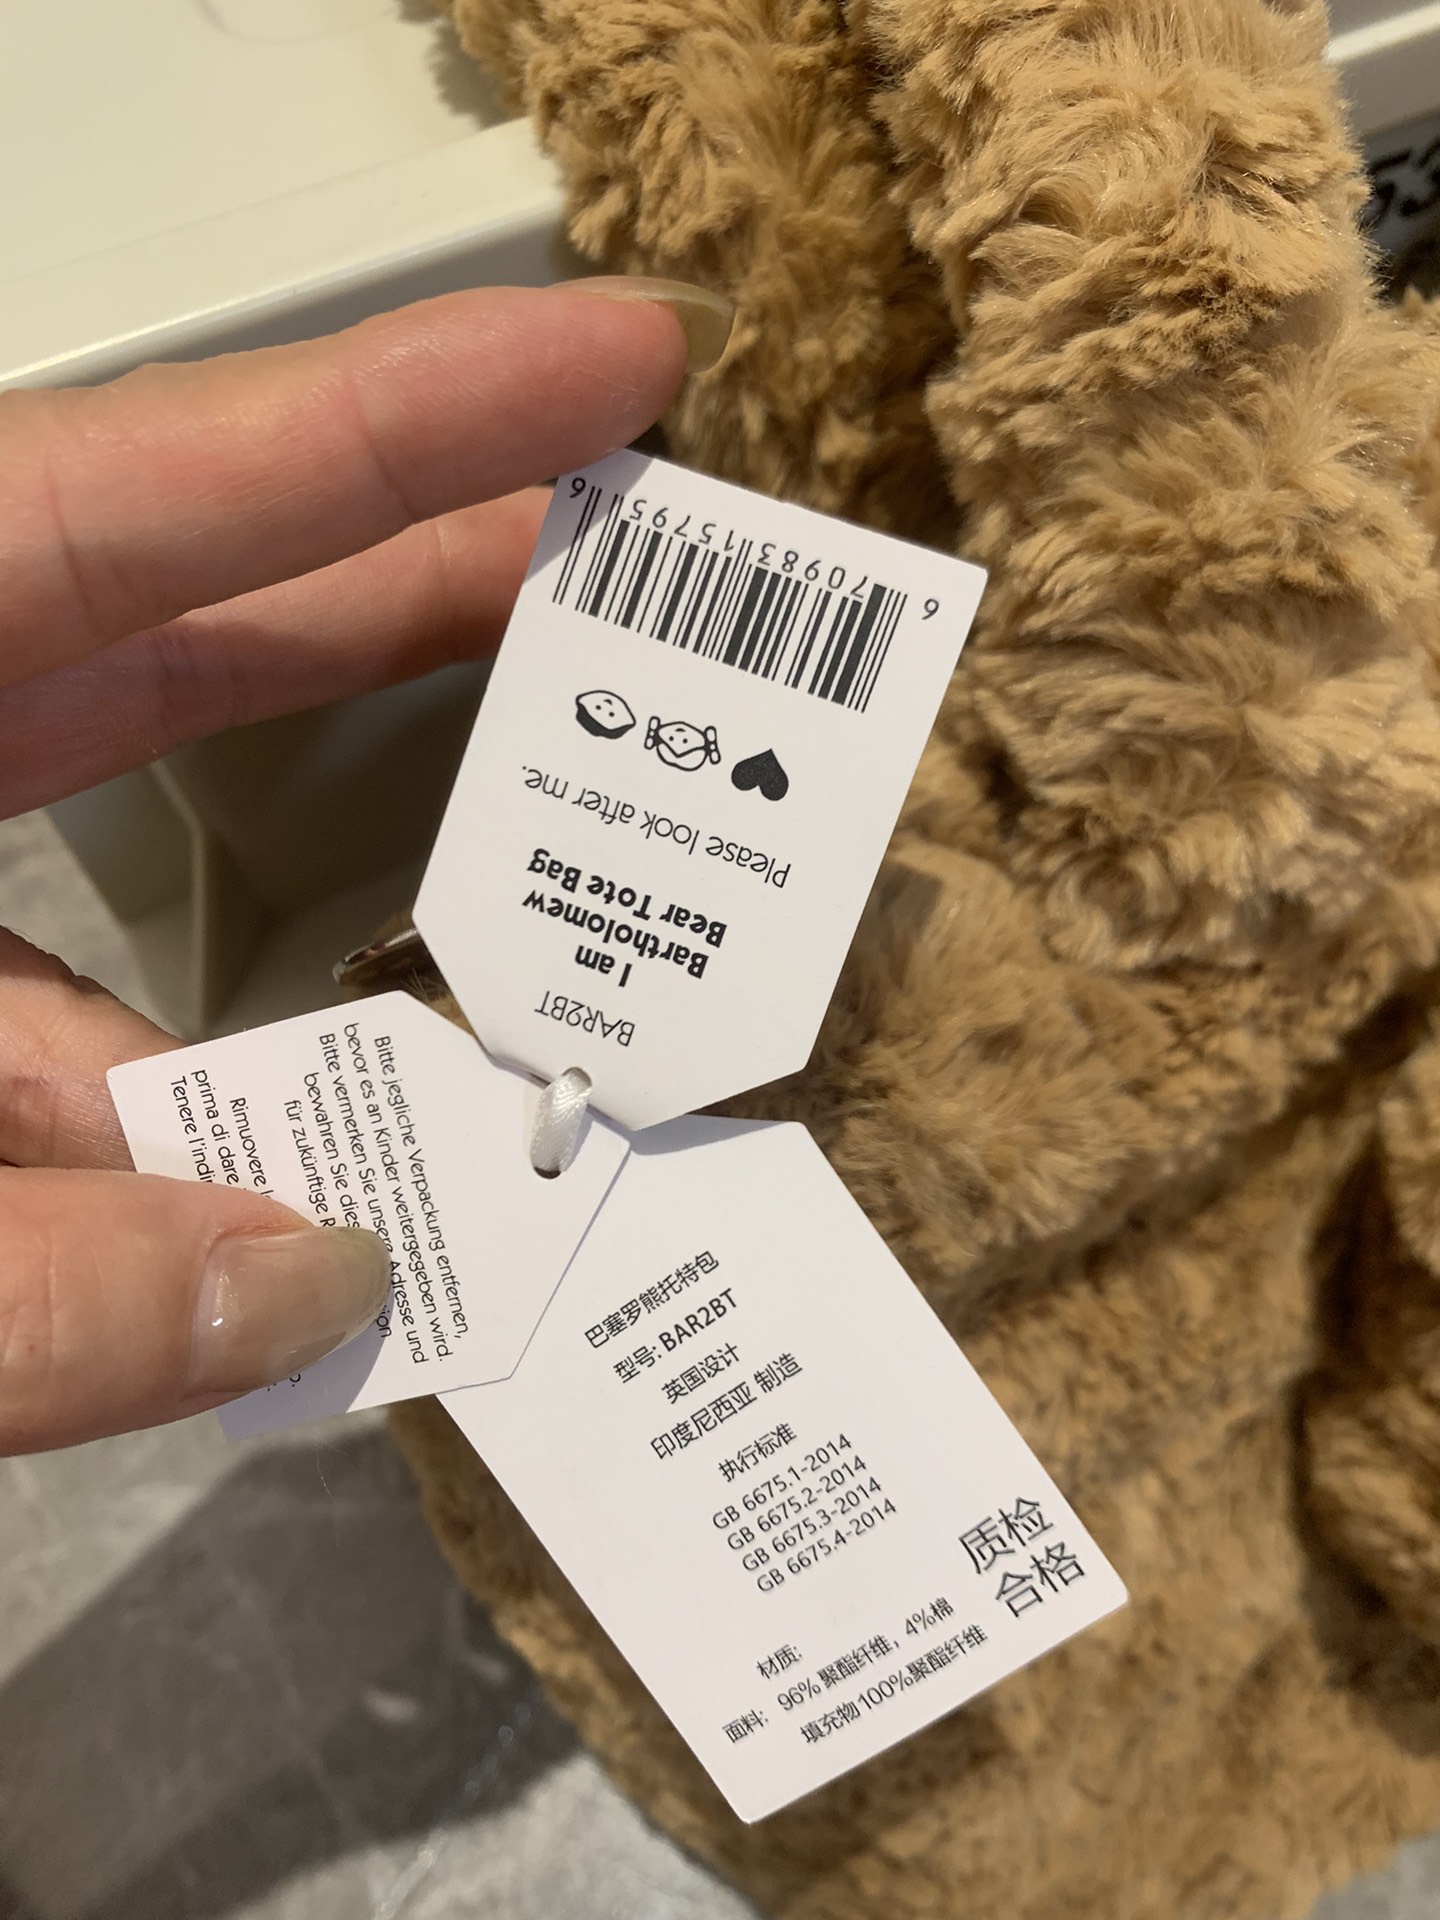 BAR2BT
I am
Bartholomew
Bear Tote Bag
Please look after me.
6 70983 15795 6
Bitte jegliche Verpackung entfernen,
bevor es an Kinder weitergegeben wird.
Bitte vermerken Sie unsere Adresse und
bewahren Sie
für zukünftige
Rimuovere
prima di dare
Tenere
巴塞罗熊托特包
型号: BAR2BT
英国设计
印度尼西亚 制造
执行标准
GB 6675.1-2014
GB 6675.2-2014
GB 6675.3-2014
GB 6675.4-2014
质检
合格
材质:
面料: 96% 聚酯纤维，4%棉
填充物100%聚酯纤维
53